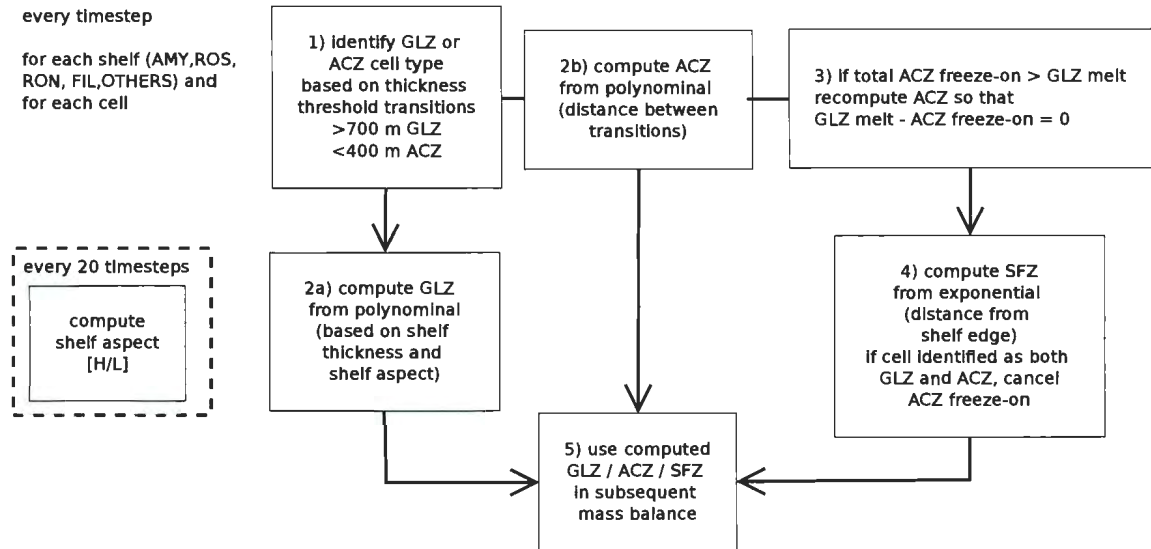 every timestep
for each shelf (AMY,ROS,
RON, FIL,OTHERS) and
for each cell
every 20 timesteps
compute
shelf aspect
[H/L]
1) identify GLZ or
ACZ cell type
based on thickness
threshold transitions
>700 m GLZ
<400 m ACZ
2a) compute GLZ
from polynominal
(based on shelf
thickness and
shelf aspect)
2b) compute ACZ
from polynominal
(distance between
transitions)
3) if total ACZ freeze-on > GLZ melt
recompute ACZ so that
GLZ melt - ACZ freeze-on = 0
4) compute SFZ
from exponential
(distance from
shelf edge)
if cell identified as both
GLZ and ACZ, cancel
ACZ freeze-on
5) use computed
GLZ / ACZ / SFZ
in subsequent
mass balance